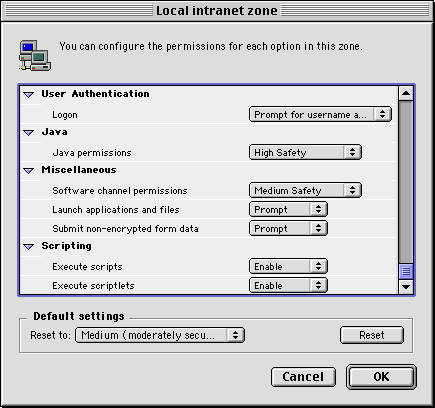 Local intranet zone
You can configure the permissions for each option in this zone.
User Authentication
Logon Prompt for username a...
Java
Java permissions High Safety
Miscellaneous
Software channel permissions Medium Safety
Launch applications and files Prompt
Submit non-encrypted form data Prompt
Scripting
Execute scripts Enable
Execute scriptlets Enable
Default settings
Reset to: Medium (moderately secu... Reset
Cancel OK